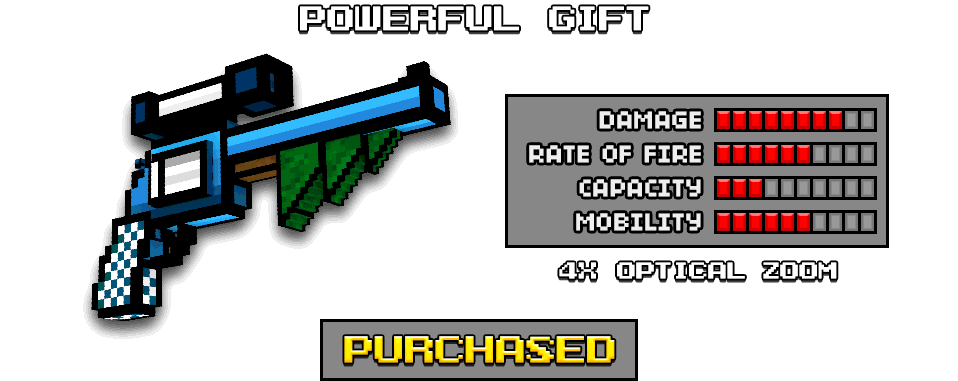 POWERFUL GIFT
DAMAGE
RATE OF FIRE
CAPACITY
MOBILITY
4X OPTICAL ZOOM
PURCHASED